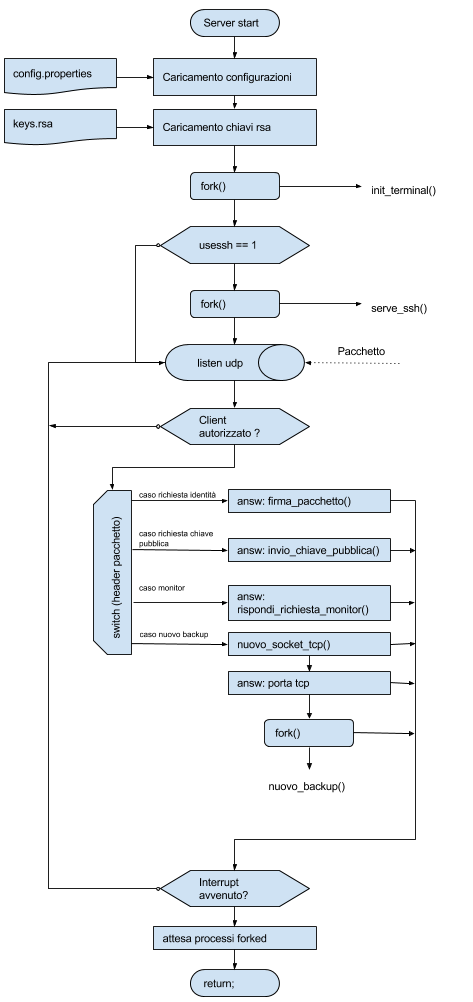 Server start
config.properties
Caricamento configurazioni
keys.rsa
Caricamento chiavi rsa
fork()
init_terminal()
usessh == 1
fork()
serve_ssh()
listen udp
Pacchetto
Client
autorizzato ?
switch (header pacchetto)
caso richiesta identità
answ: firma_pacchetto()
caso richiesta chiave
pubblica
answ: invio_chiave_pubblica()
caso monitor
answ:
rispondi_richiesta_monitor()
caso nuovo backup
nuovo_socket_tcp()
answ: porta tcp
fork()
nuovo_backup()
Interrupt
avvenuto?
attesa processi forked
return;